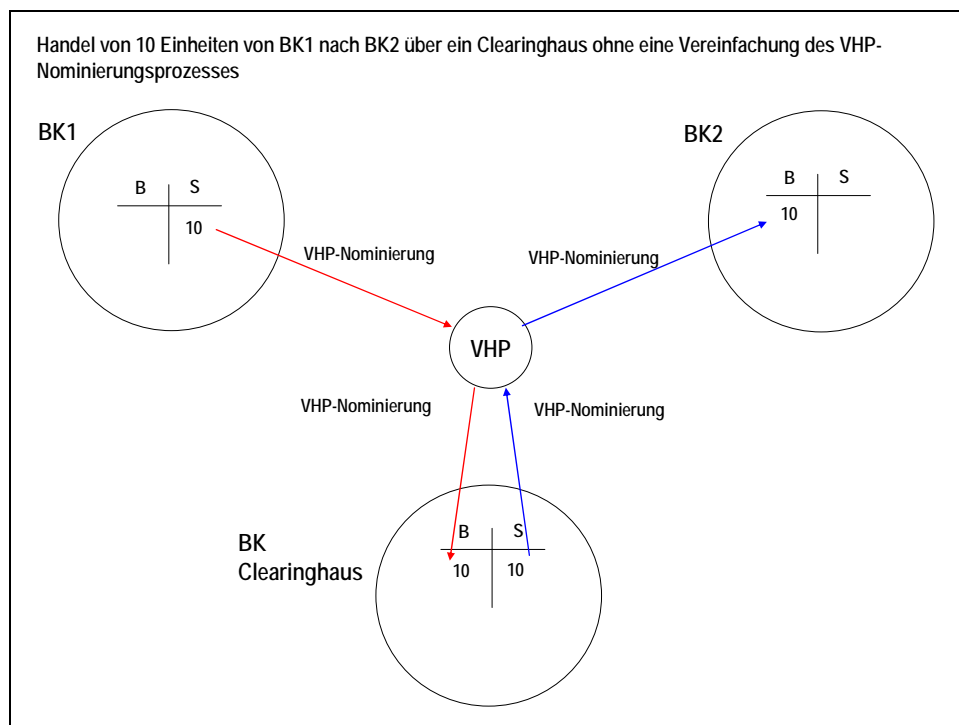 Handel von 10 Einheiten von BK1 nach BK2 über ein Clearinghaus ohne eine Vereinfachung des VHP-
Nominierungsprozesses
BK1
B S
10
BK2
B S
10
VHP-Nominierung
VHP-Nominierung
VHP
VHP-Nominierung
VHP-Nominierung
BK
Clearinghaus
B S
10 10